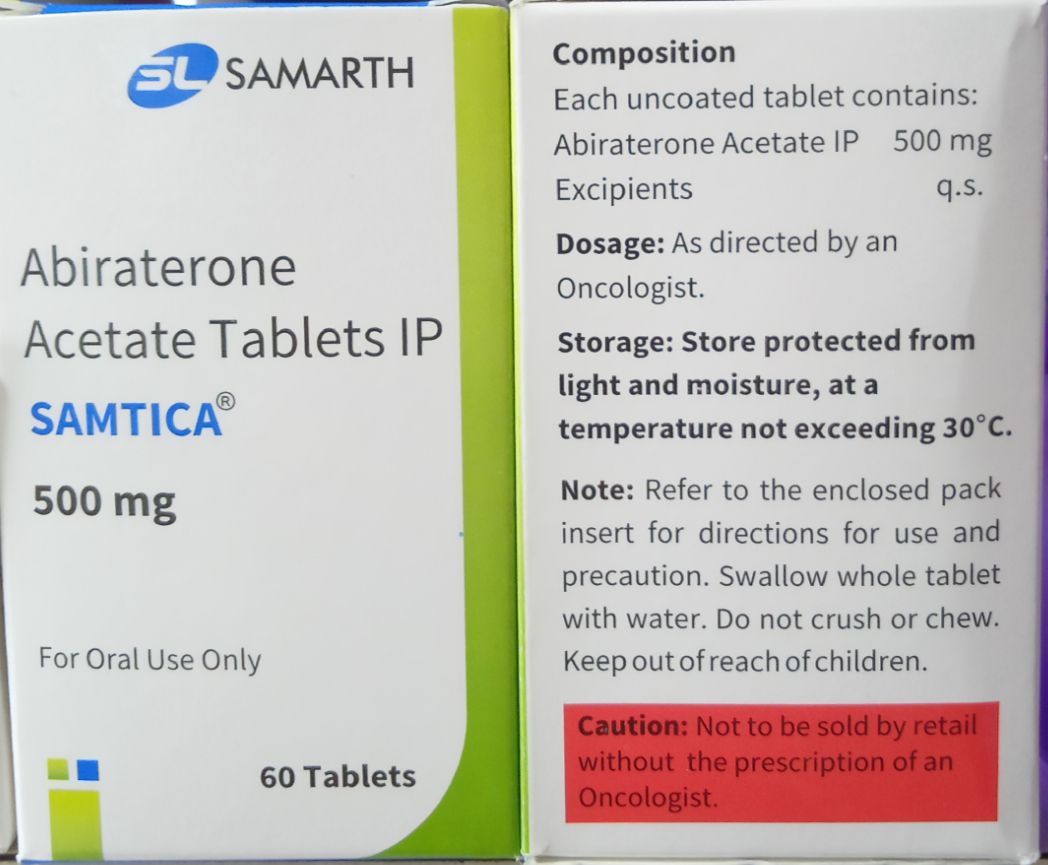 SL SAMARTH
Abiraterone
Acetate Tablets IP
SAMTICA®
500 mg
For Oral Use Only
60 Tablets
Composition
Each uncoated tablet contains:
Abiraterone Acetate IP 500 mg
Excipients q.s.
Dosage: As directed by an
Oncologist.
Storage: Store protected from
light and moisture, at a
temperature not exceeding 30°C.
Note: Refer to the enclosed pack
insert for directions for use and
precaution. Swallow whole tablet
with water. Do not crush or chew.
Keep out of reach of children.
Caution: Not to be sold by retail
without the prescription of an
Oncologist.